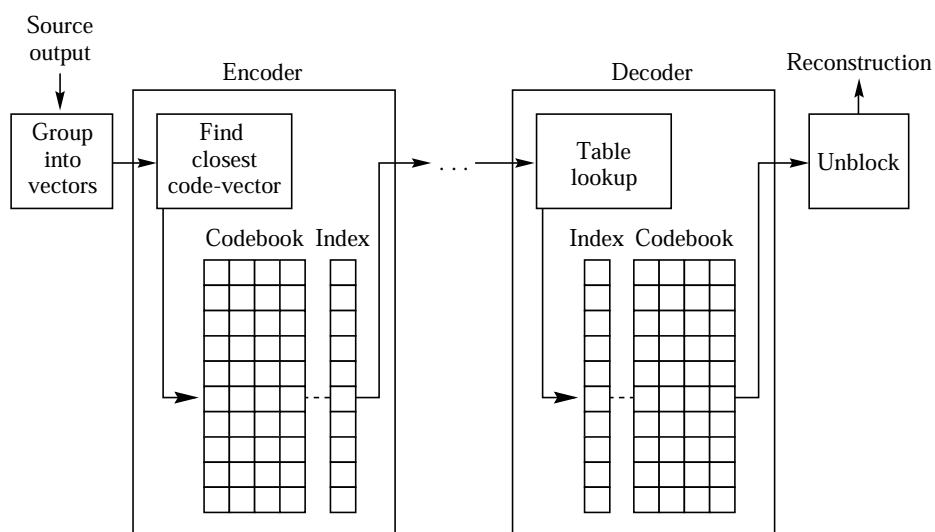 Source
output
Group
into
vectors
Encoder
Find
closest
code-vector
Codebook
Index
. . .
Decoder
Table
lookup
Index
Codebook
Reconstruction
Unblock